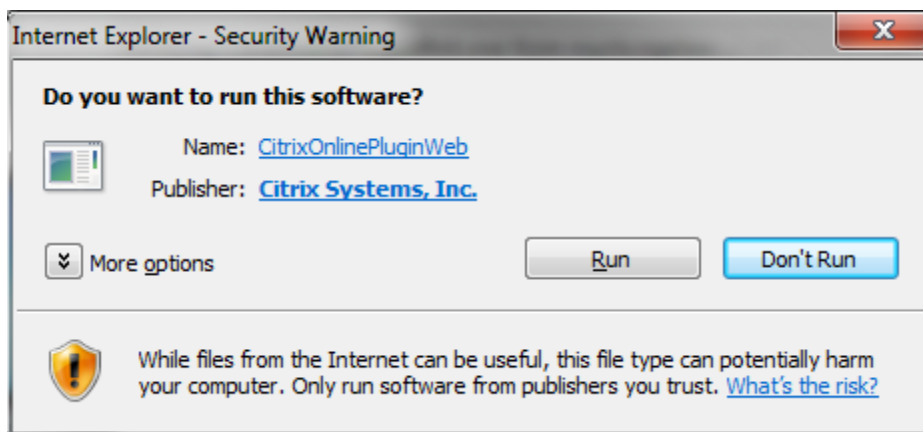 Internet Explorer - Security Warning
Do you want to run this software?
Name: CitrixOnlinePluginWeb
Publisher: Citrix Systems, Inc.
More options
Run
Don't Run
While files from the Internet can be useful, this file type can potentially harm
your computer. Only run software from publishers you trust. What's the risk?